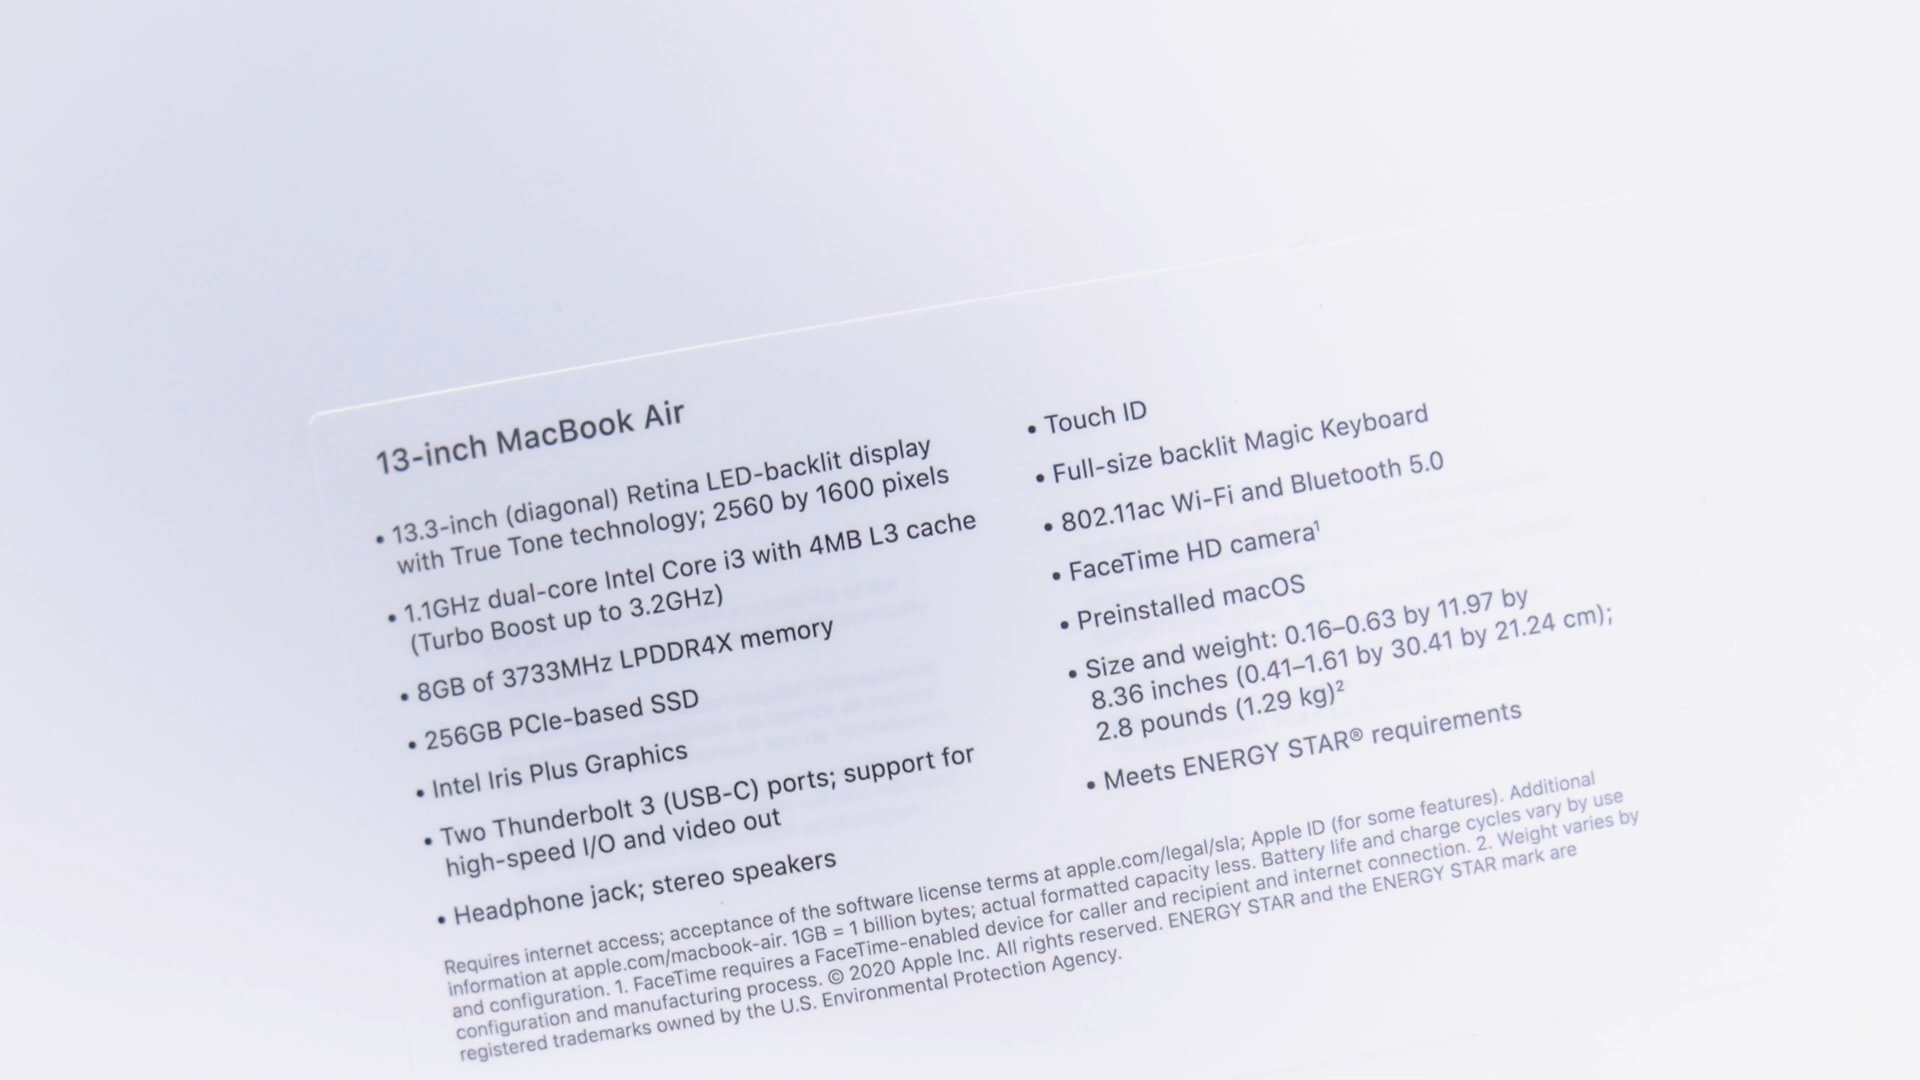 13-inch MacBook Air
• 13.3-inch (diagonal) Retina LED-backlit display
with True Tone technology; 2560 by 1600 pixels
• 1.1GHz dual-core Intel Core i3 with 4MB L3 cache
(Turbo Boost up to 3.2GHz)
• 8GB of 3733MHz LPDDR4X memory
• 256GB PCIe-based SSD
• Intel Iris Plus Graphics
• Two Thunderbolt 3 (USB-C) ports; support for
high-speed I/O and video out
• Headphone jack; stereo speakers
• Touch ID
• Full-size backlit Magic Keyboard
• 802.11ac Wi-Fi and Bluetooth 5.0
• FaceTime HD camera¹
• Preinstalled macOS
• Size and weight: 0.16–0.63 by 11.97 by
8.36 inches (0.41–1.61 by 30.41 by 21.24 cm);
2.8 pounds (1.29 kg)²
• Meets ENERGY STAR® requirements
Requires internet access; acceptance of the software license terms at apple.com/legal/sla; Apple ID (for some features). Additional
information at apple.com/macbook-air. 1GB = 1 billion bytes; actual formatted capacity less. Battery life and charge cycles vary by use
and configuration. 1. FaceTime requires a FaceTime-enabled device for caller and recipient and internet connection. 2. Weight varies by
configuration and manufacturing process. © 2020 Apple Inc. All rights reserved. ENERGY STAR and the ENERGY STAR mark are
registered trademarks owned by the U.S. Environmental Protection Agency.